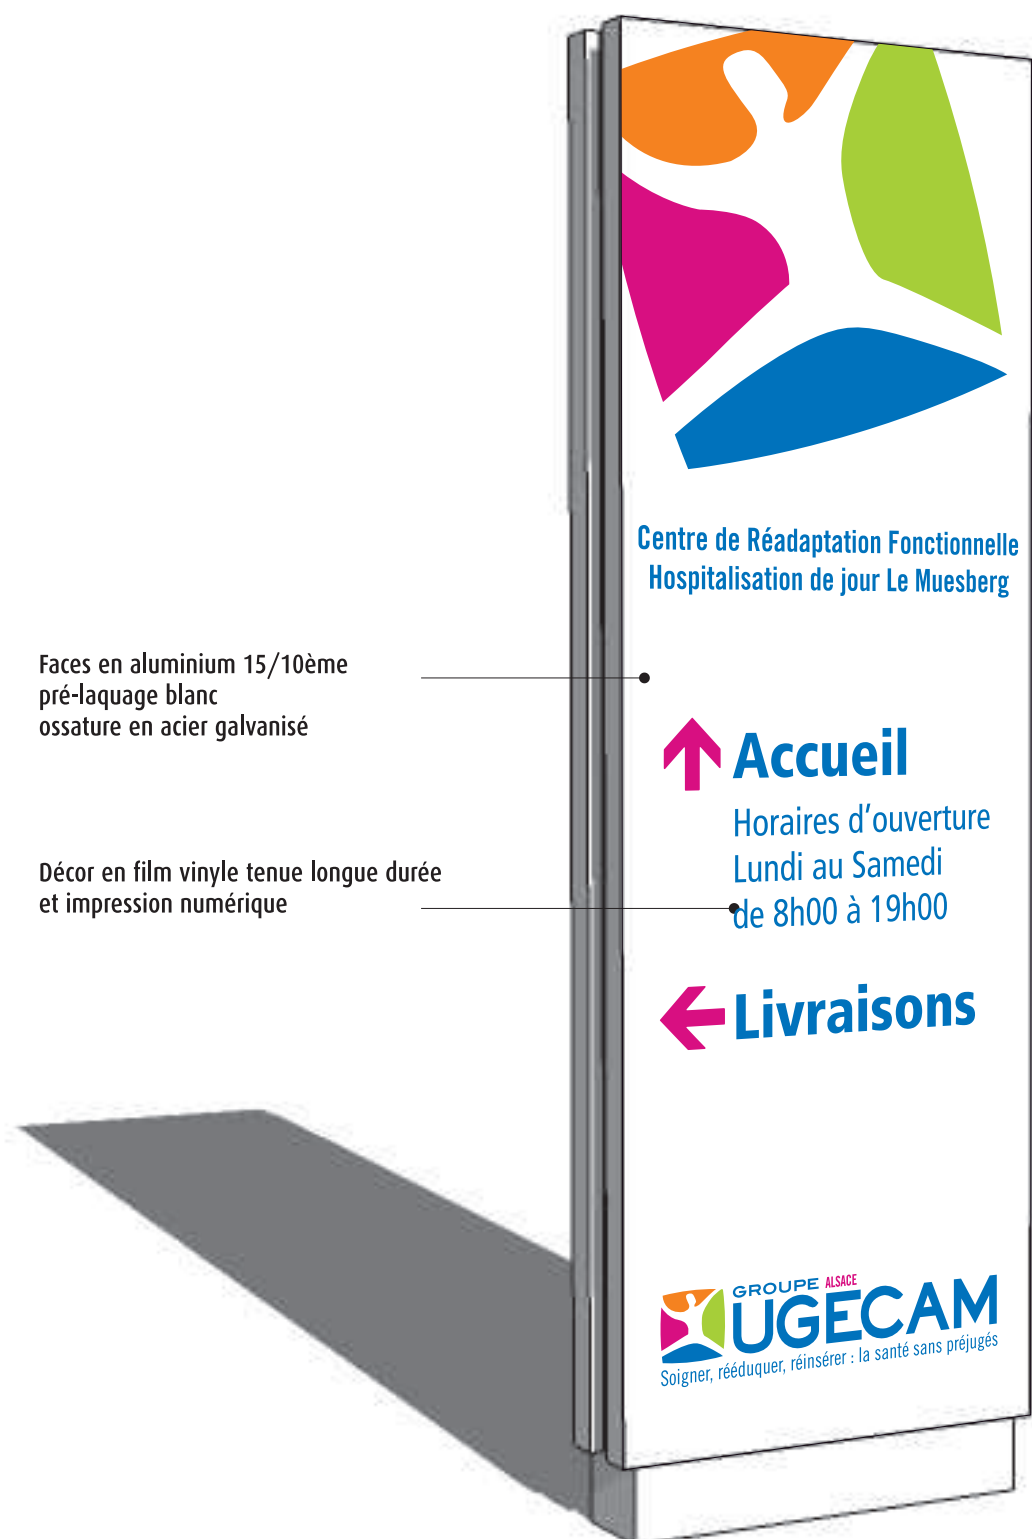 Centre de Réadaptation Fonctionnelle
Hospitalisation de jour Le Muesberg
Faces en aluminium 15/10ème
pré-laquage blanc
ossature en acier galvanisé
Accueil
Horaires d'ouverture
Lundi au Samedi
de 8h00 à 19h00
Décor en film vinyle tenue longue durée
et impression numérique
Livraisons
GROUPE ALSACE
UGECAM
Soigner, rééduquer, réinsérer : la santé sans préjugés